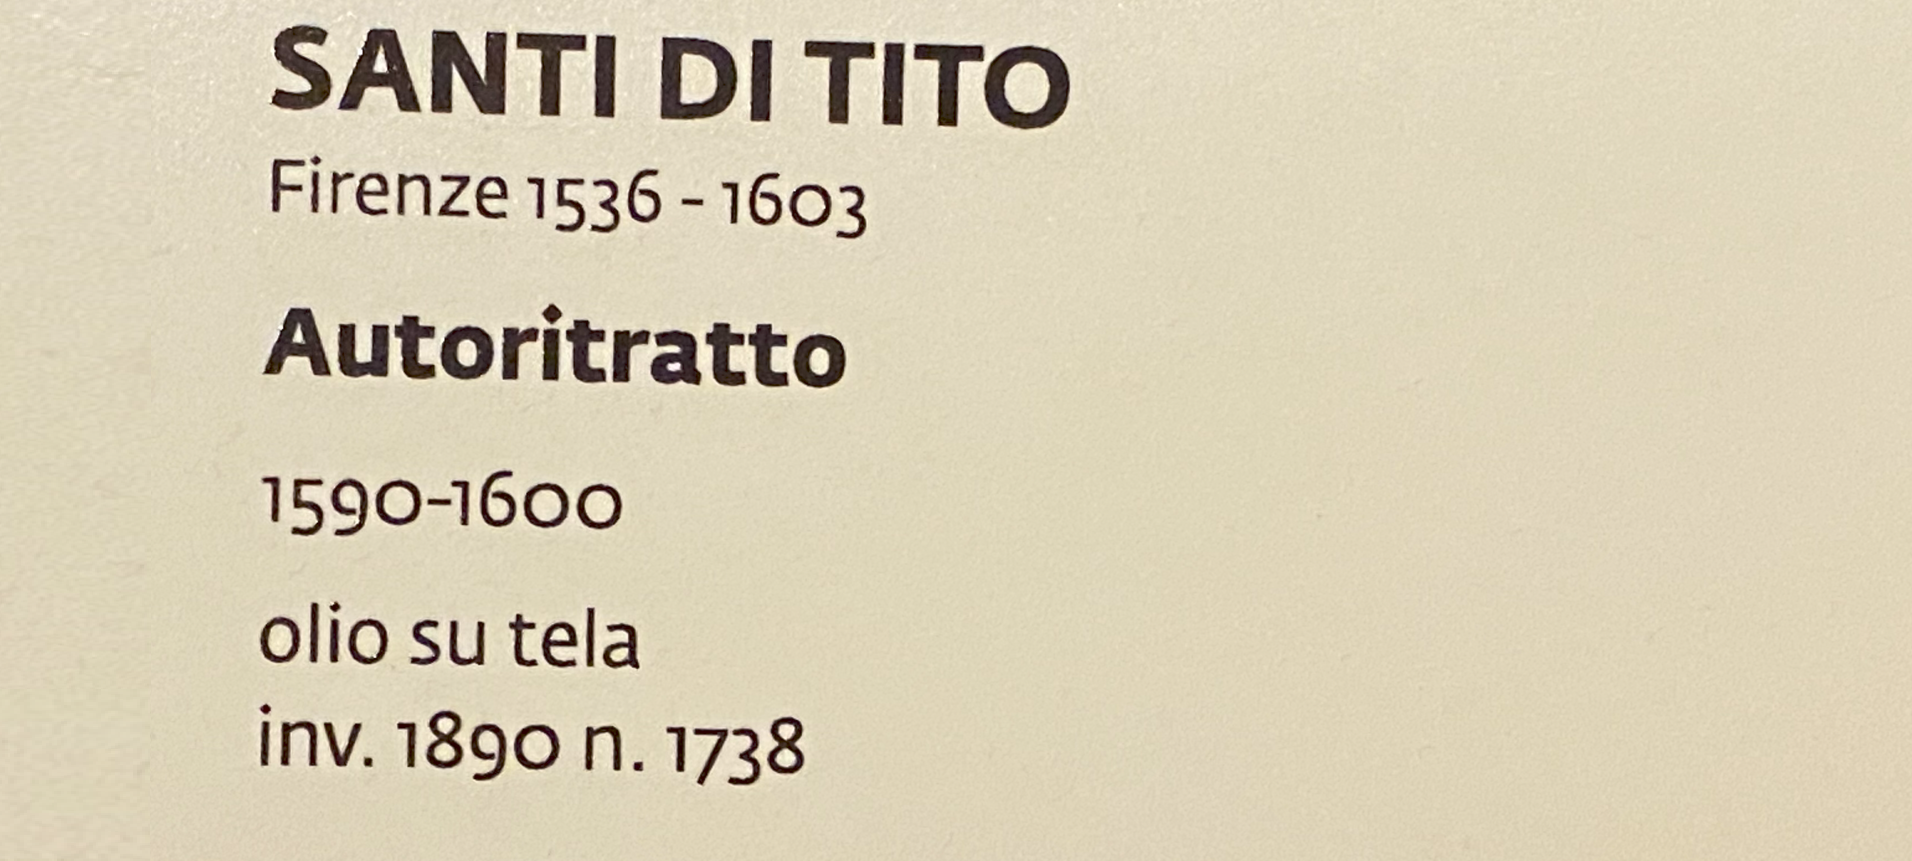 SANTI DI TITO
Firenze 1536 - 1603
Autoritratto
1590-1600
olio su tela
inv. 1890 n. 1738